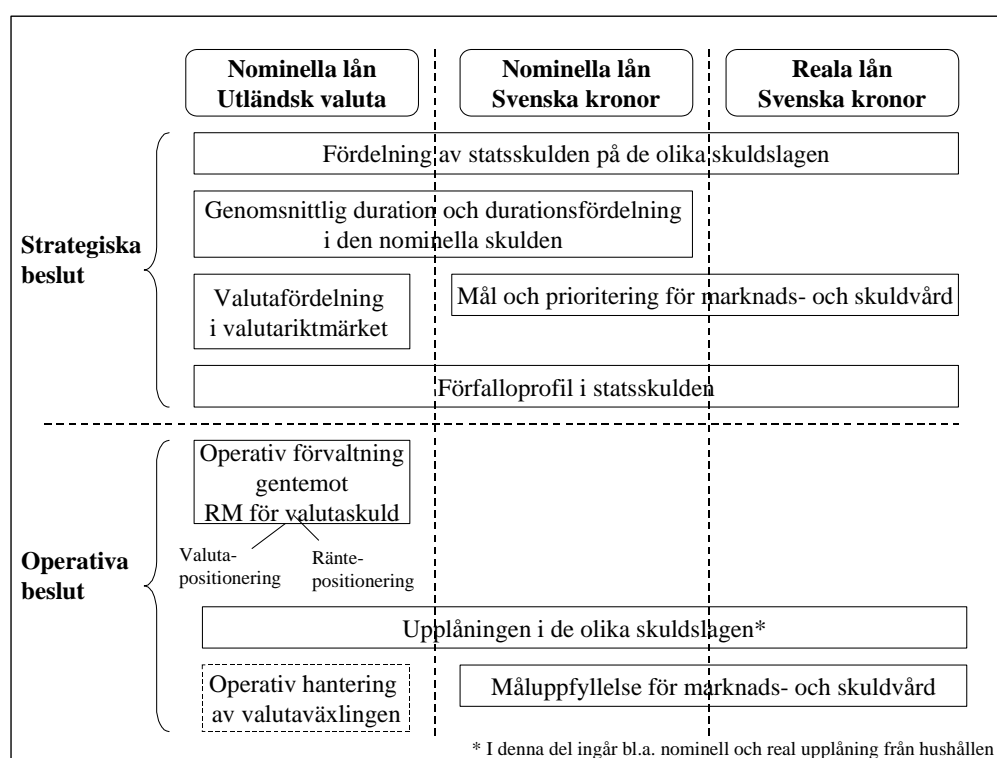 Nominella lån
Utländsk valuta
Nominella lån
Svenska kronor
Reala lån
Svenska kronor
Strategiska
beslut
Fördelning av statsskulden på de olika skuldslagen
Genomsnittlig duration och durationsfördelning
i den nominella skulden
Valutafördelning
i valutariktmärket
Mål och prioritering för marknads- och skuldvård
Förfalloprofil i statsskulden
Operativa
beslut
Operativ förvaltning
gentemot
RM för valutaskuld
Valuta-
positionering
Ränte-
positionering
Upplåningen i de olika skuldslagen*
Operativ hantering
av valutaväxlingen
Måluppfyllelse för marknads- och skuldvård
* I denna del ingår bl.a. nominell och real upplåning från hushållen